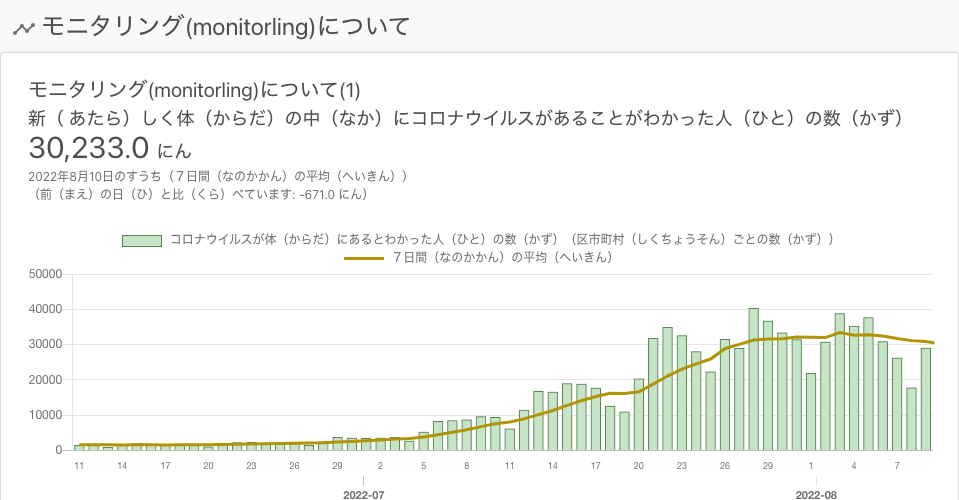 モニタリング(monitorling)について
モニタリング(monitorling)について(1)
新（ あたら）しく体（からだ）の中（なか）にコロナウイルスがあることがわかった人（ひと）の数（かず）
30,233.0 にん
2022年8月10日のすうち（７日間（なのかかん）の平均（へいきん））
（前（まえ）の日（ひ）と比（くら）べています: -671.0 にん）
コロナウイルスが体（からだ）にあるとわかった人（ひと）の数（かず）（区市町村（しくちょうそん）ごとの数（かず））
７日間（なのかかん）の平均（へいきん）
50000
40000
30000
20000
10000
0
11 14 17 20 23 26 29 2 5 8 11 14 17 20 23 26 29 1 4 7
2022-07 2022-08